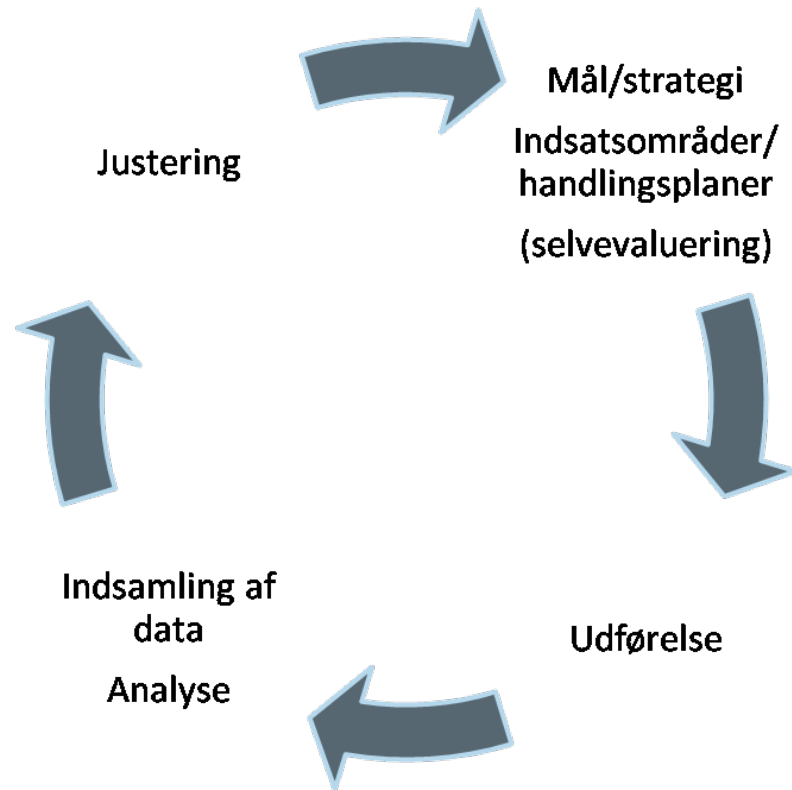 Mål/strategi
Indsatsområder/
handlingsplaner
(selvevaluering)
Udførelse
Indsamling af
data
Analyse
Justering